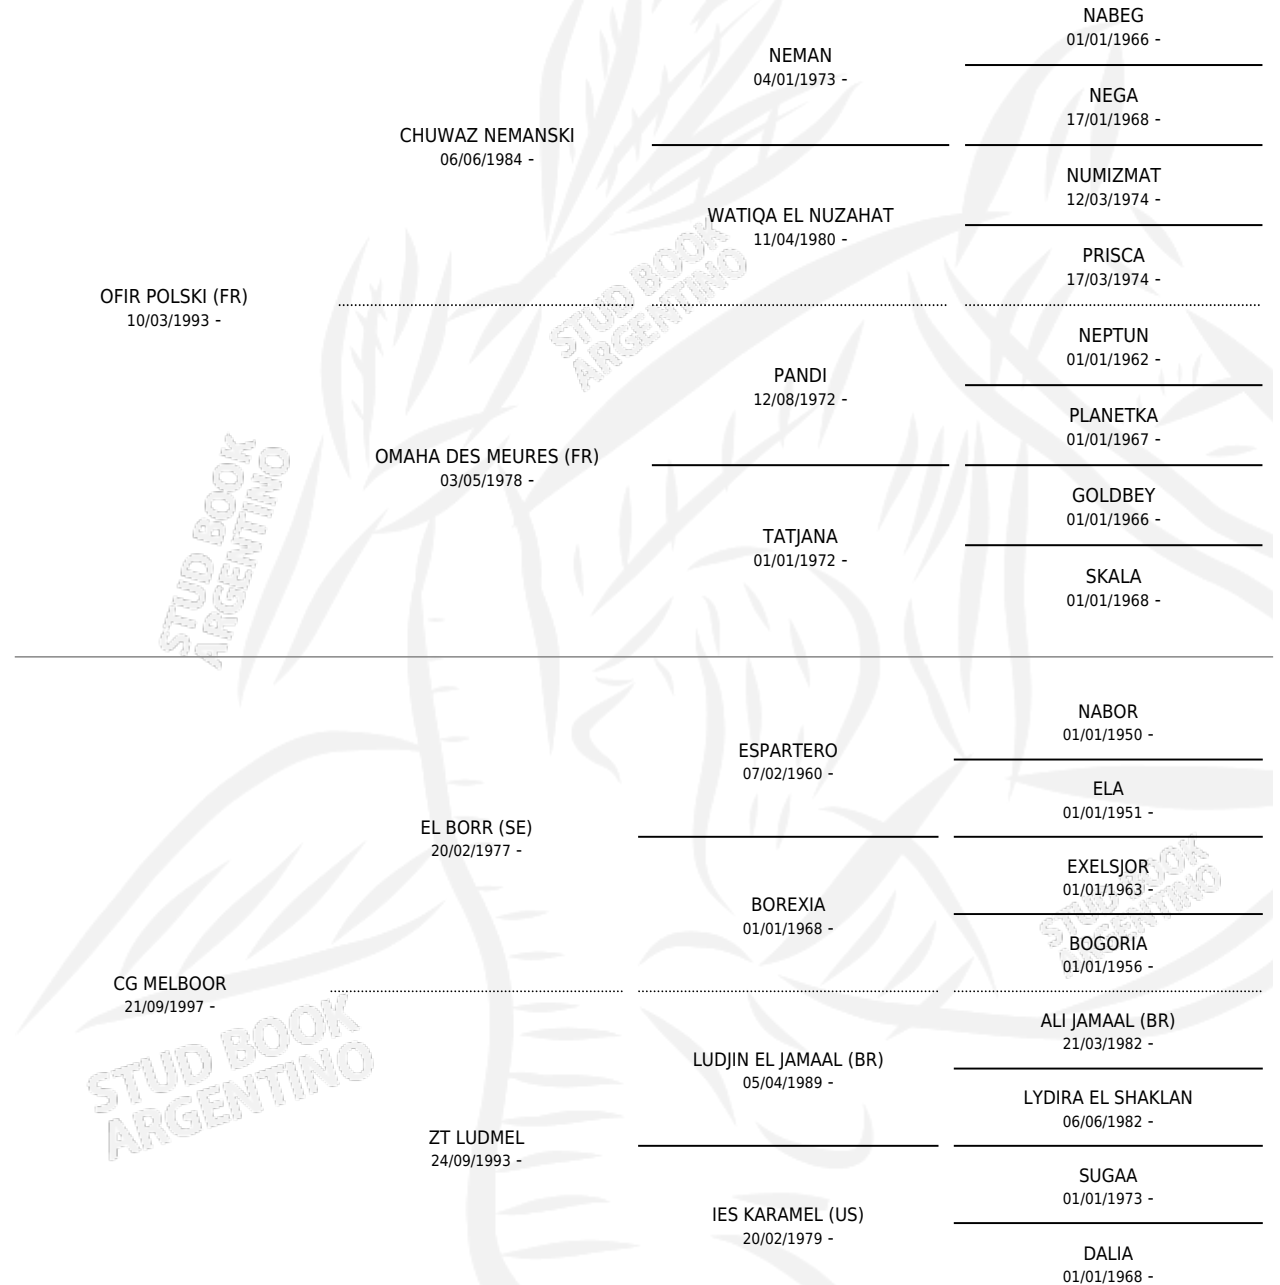 NABEG
01/01/1966 -
NEMAN
04/01/1973 -
NEGA
17/01/1968 -
CHUWAZ NEMANSKI
06/06/1984 -
NUMIZMAT
12/03/1974 -
WATIQA EL NUZAHAT
11/04/1980 -
PRISCA
17/03/1974 -
OFIR POLSKI (FR)
10/03/1993 -
STUD BOOK
ARGENTINO
NEPTUN
01/01/1962 -
PANDI
12/08/1972 -
PLANETKA
01/01/1967 -
OMAHA DES MEURES (FR)
03/05/1978 -
GOLDBEY
01/01/1966 -
TATJANA
01/01/1972 -
SKALA
01/01/1968 -
STUD BOOK
ARGENTINO
NABOR
01/01/1950 -
ESPARTERO
07/02/1960 -
ELA
01/01/1951 -
EL BORR (SE)
20/02/1977 -
EXELSJOR
01/01/1963 -
BOREXIA
01/01/1968 -
BOGORIA
01/01/1956 -
STUD BOOK
ARGENTINO
CG MELBOOR
21/09/1997 -
ALI JAMAAL (BR)
21/03/1982 -
LUDJIN EL JAMAAL (BR)
05/04/1989 -
LYDIRA EL SHAKLAN
06/06/1982 -
STUD BOOK
ARGENTINO
ZT LUDMEL
24/09/1993 -
SUGAA
01/01/1973 -
IES KARAMEL (US)
20/02/1979 -
DALIA
01/01/1968 -